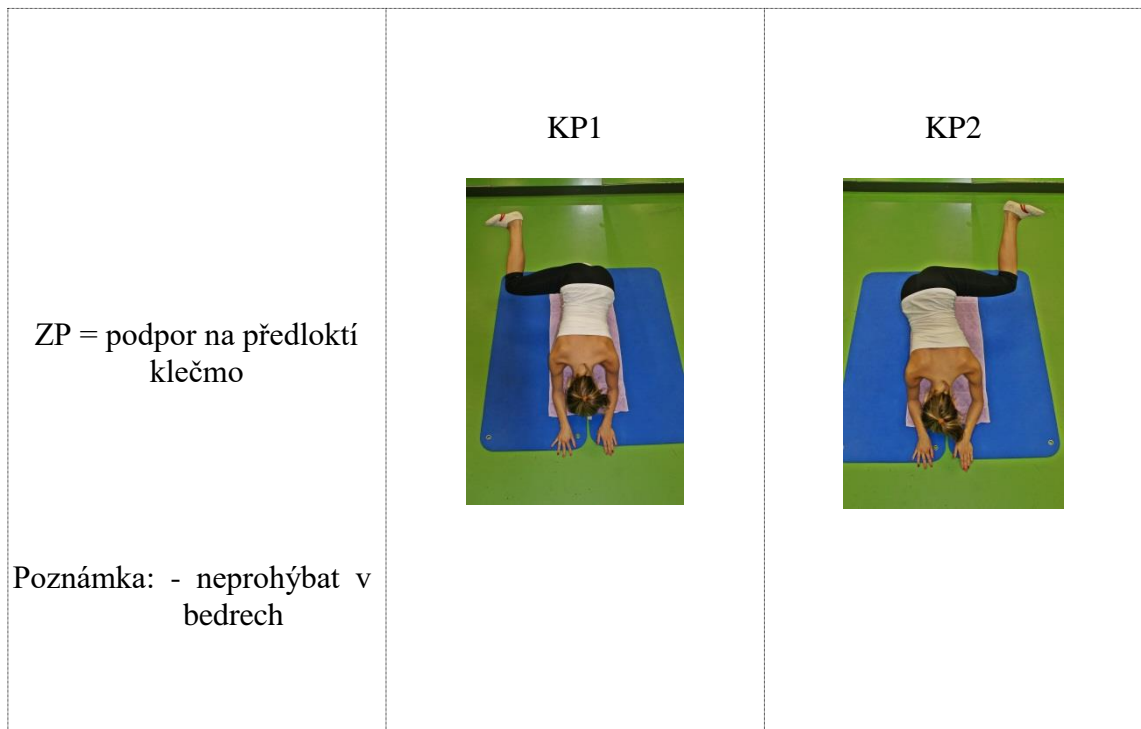 KP1
KP2
ZP = podpor na předloktí
klečmo
Poznámka: - neprohýbat v
bedrech